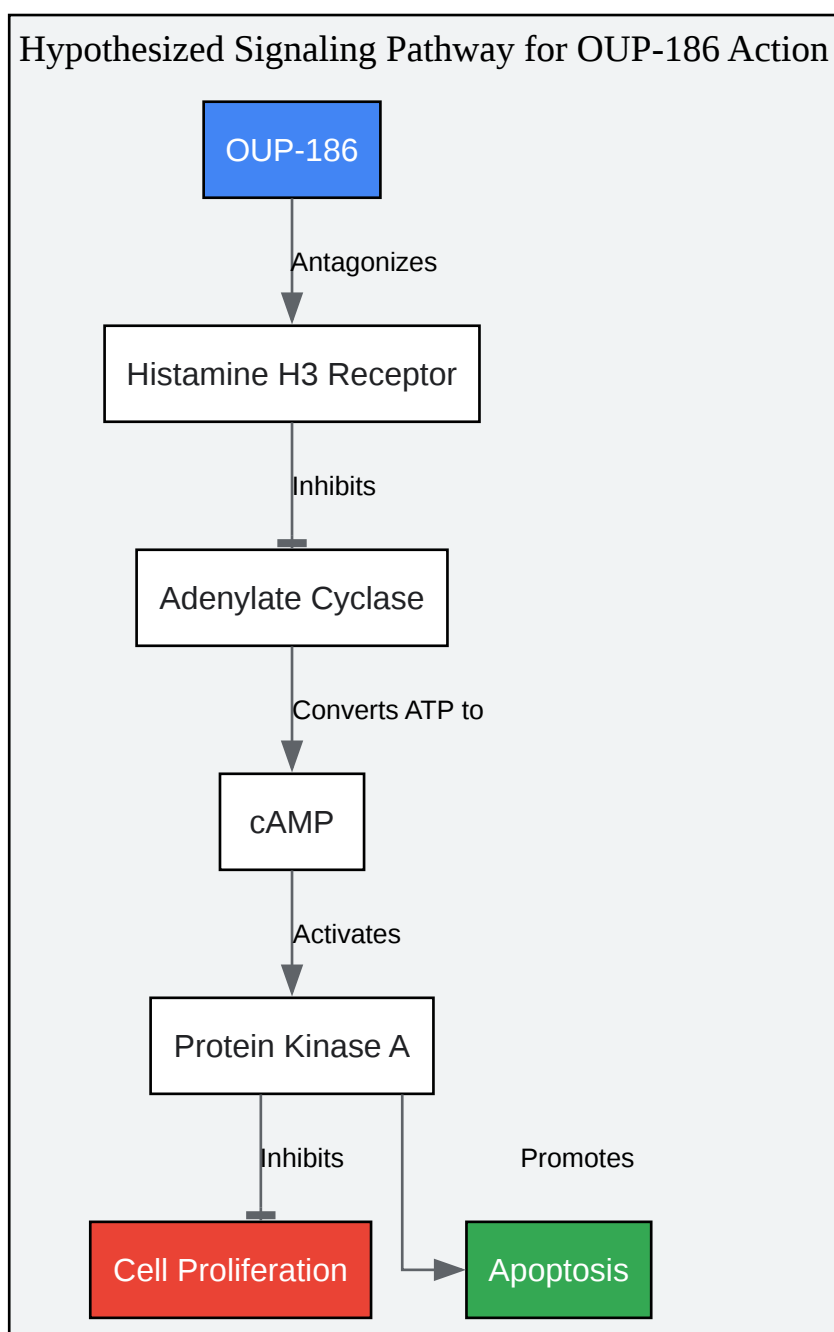 Hypothesized Signaling Pathway for OUP-186 Action
OUP-186
Antagonizes
Histamine H3 Receptor
Inhibits
Adenylate Cyclase
Converts ATP to
cAMP
Activates
Protein Kinase A
Inhibits
Promotes
Cell Proliferation
Apoptosis